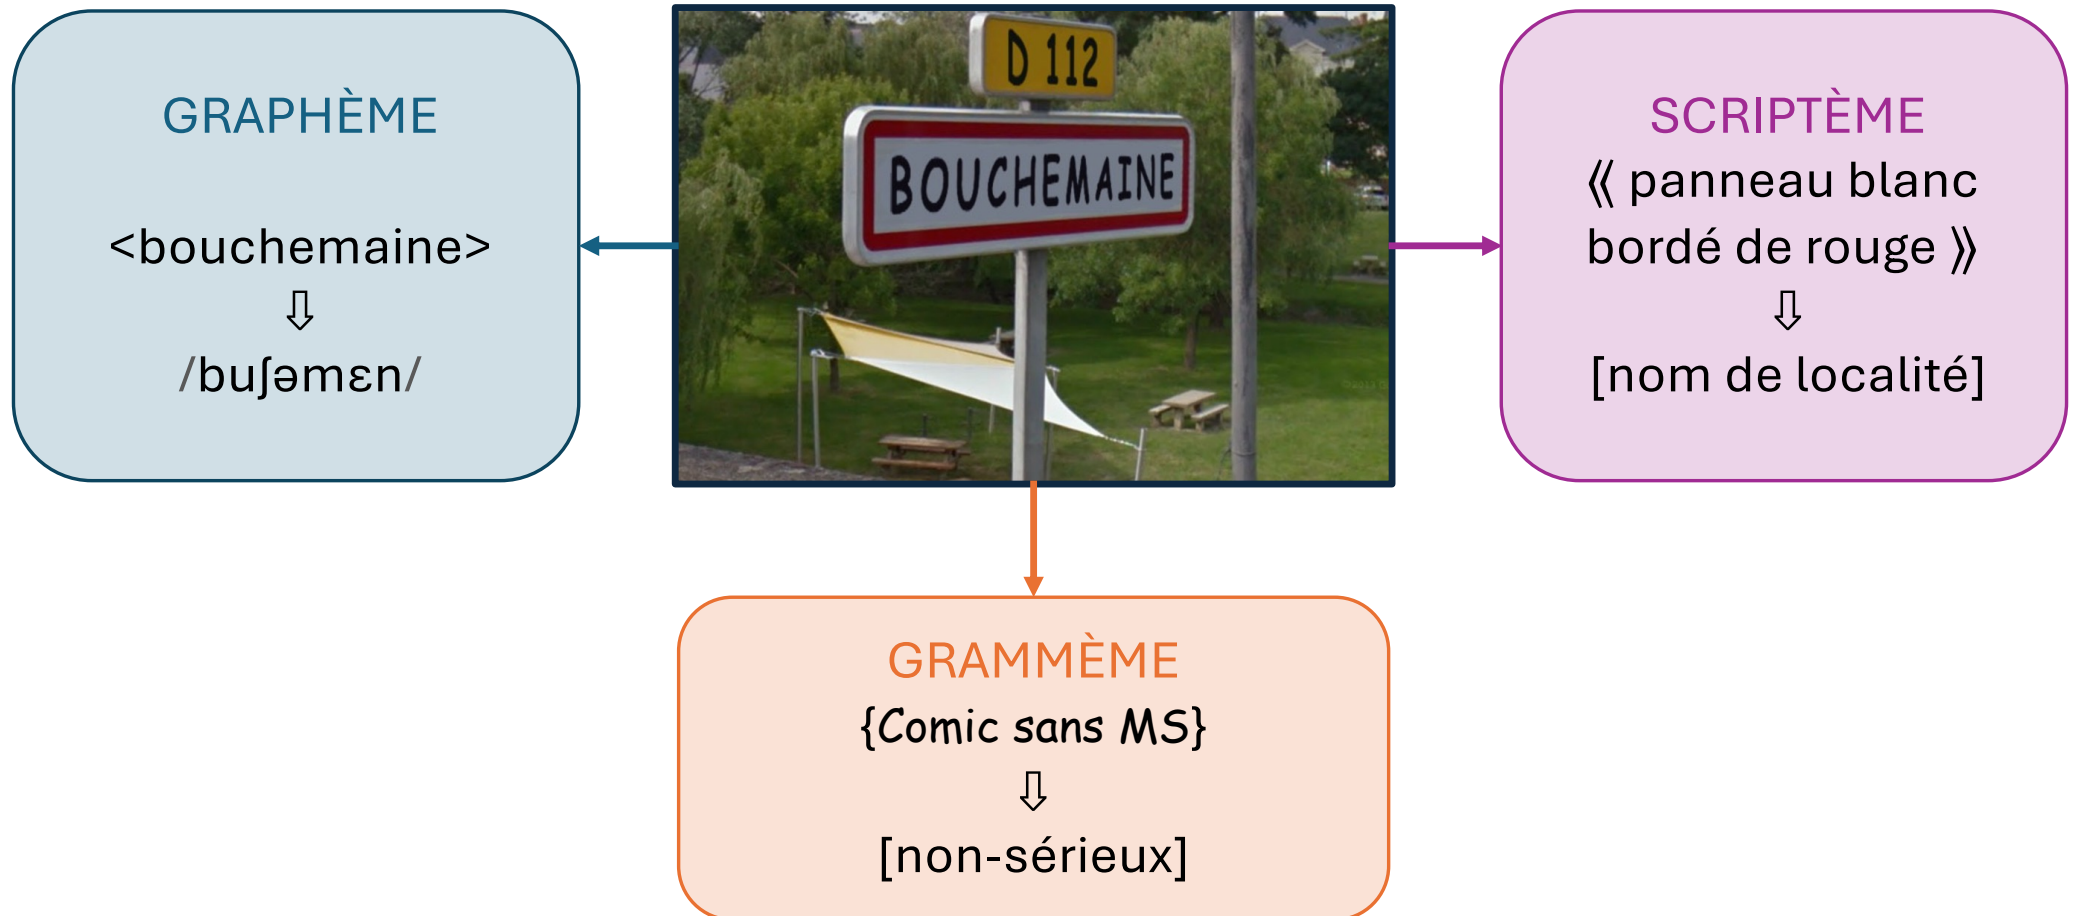 GRAPHÈME
<bouchemaine>
⇩
/buʃəmɛn/
D 112
BOUCHEMAINE
SCRIPTÈME
⟪ panneau blanc
bordé de rouge ⟫
⇩
[nom de localité]
GRAMMÈME
{Comic sans MS}
⇩
[non-sérieux]